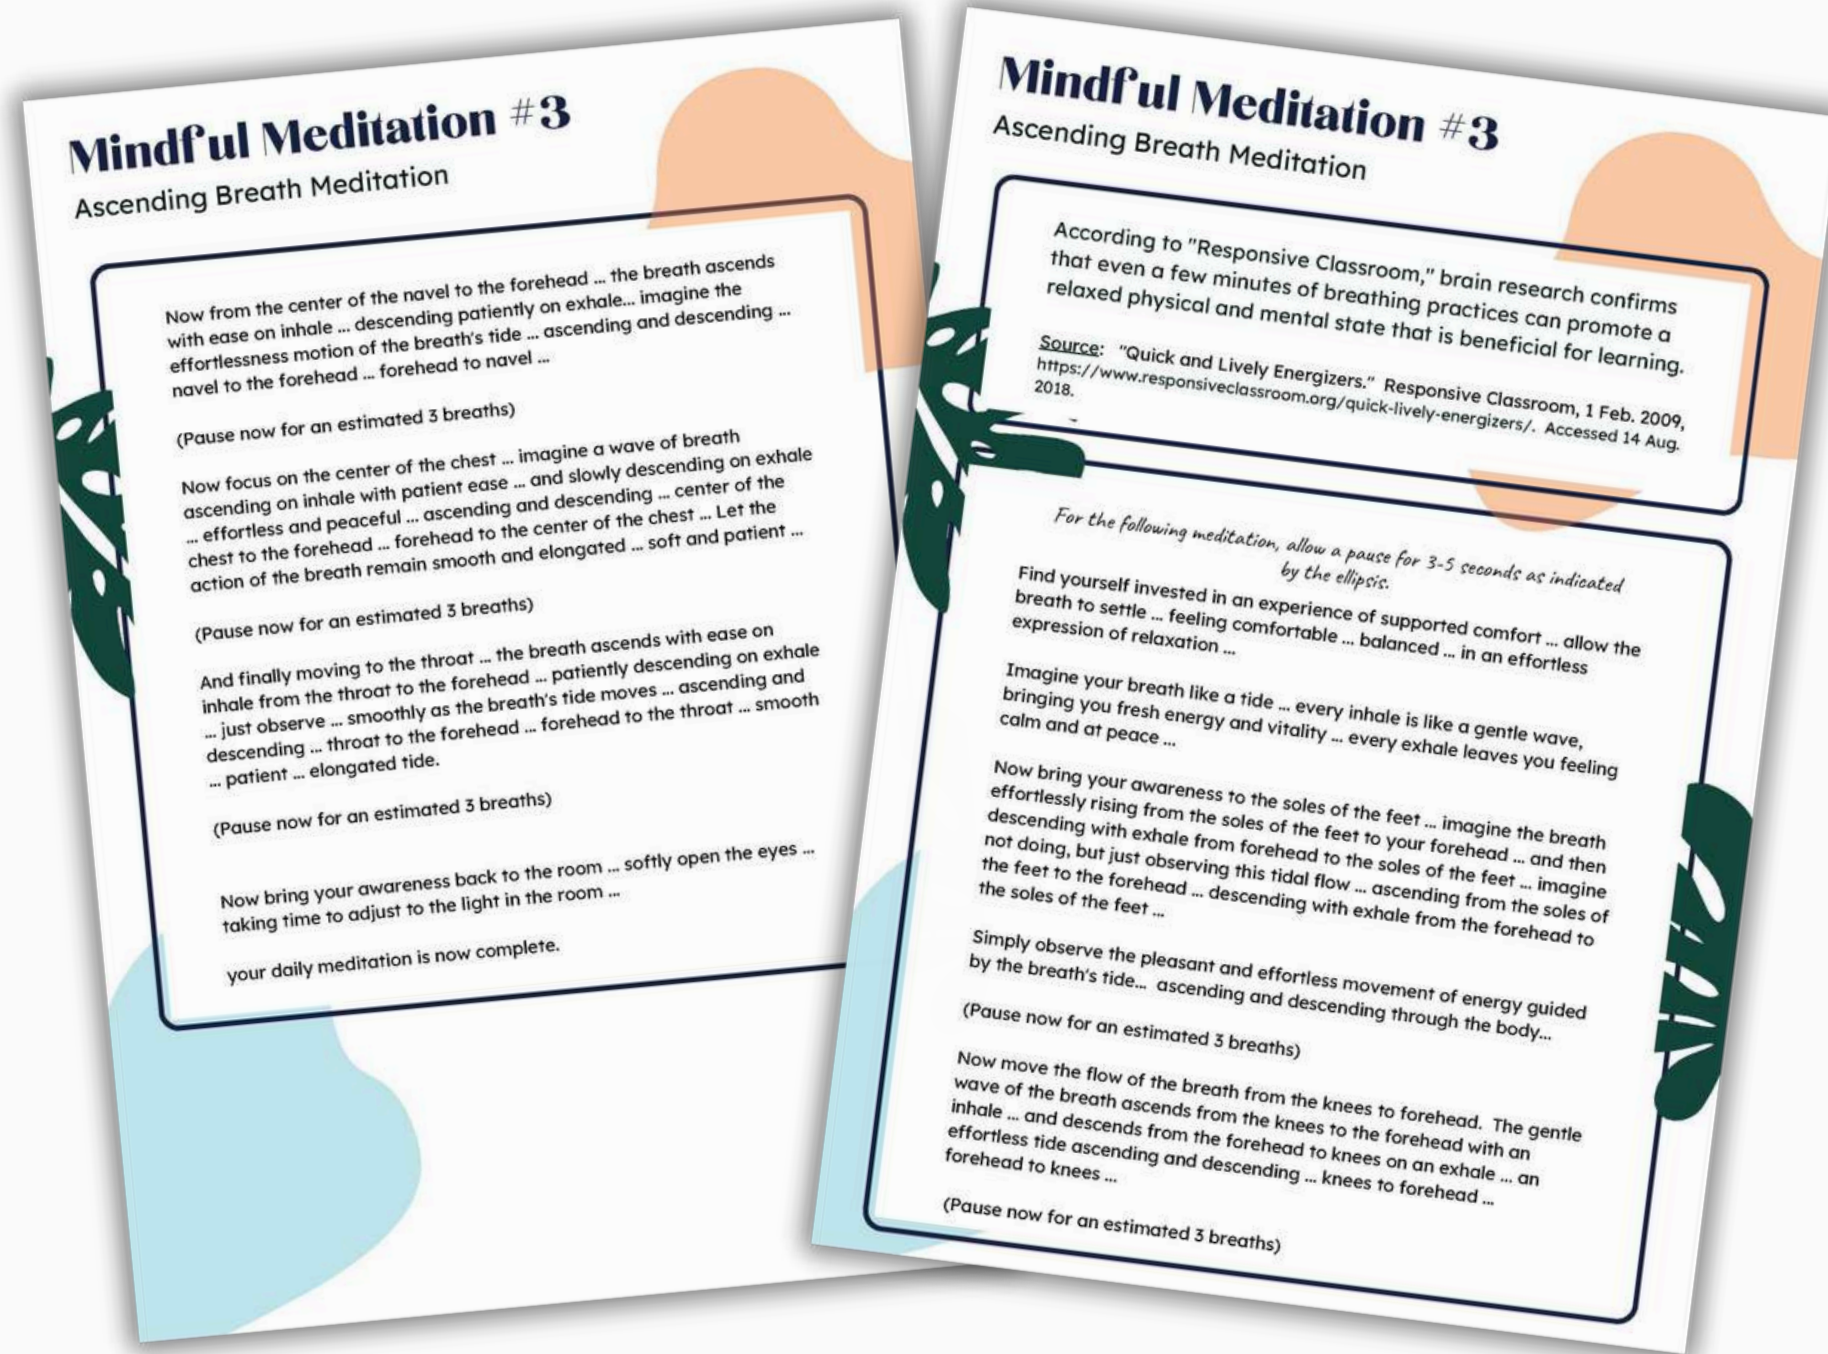 Mindful Meditation #3
Ascending Breath Meditation
Now from the center of the navel to the forehead ... the breath ascends
with ease on inhale ... descending patiently on exhale... imagine the
effortlessness motion of the breath's tide ... ascending and descending ...
navel to the forehead ... forehead to navel ...
(Pause now for an estimated 3 breaths)
Now focus on the center of the chest ... imagine a wave of breath
ascending on inhale with patient ease ... and slowly descending on exhale
... effortless and peaceful ... ascending and descending ... center of the
chest to the forehead ... forehead to the center of the chest ... Let the
action of the breath remain smooth and elongated ... soft and patient ...
(Pause now for an estimated 3 breaths)
And finally moving to the throat ... the breath ascends with ease on
inhale from the throat to the forehead ... patiently descending on exhale
... just observe ... smoothly as the breath's tide moves ... ascending and
descending ... throat to the forehead ... forehead to the throat ... smooth
... patient ... elongated tide.
(Pause now for an estimated 3 breaths)
Now bring your awareness back to the room ... softly open the eyes ...
taking time to adjust to the light in the room ...
your daily meditation is now complete.
Mindful Meditation #3
Ascending Breath Meditation
According to "Responsive Classroom," brain research confirms
that even a few minutes of breathing practices can promote a
relaxed physical and mental state that is beneficial for learning.
Source: "Quick and Lively Energizers." Responsive Classroom, 1 Feb. 2009,
https://www.responsiveclassroom.org/quick-lively-energizers/. Accessed 14 Aug.
2018.
For the following meditation, allow a pause for 3-5 seconds as indicated
by the ellipsis.
Find yourself invested in an experience of supported comfort ... allow the
breath to settle ... feeling comfortable ... balanced ... in an effortless
expression of relaxation ...
Imagine your breath like a tide ... every inhale is like a gentle wave,
bringing you fresh energy and vitality ... every exhale leaves you feeling
calm and at peace ...
Now bring your awareness to the soles of the feet ... imagine the breath
effortlessly rising from the soles of the feet to your forehead ... and then
descending with exhale from forehead to the soles of the feet ... imagine
not doing, but just observing this tidal flow ... ascending from the soles of
the feet to the forehead ... descending with exhale from the forehead to
the soles of the feet ...
Simply observe the pleasant and effortless movement of energy guided
by the breath's tide... ascending and descending through the body...
(Pause now for an estimated 3 breaths)
Now move the flow of the breath from the knees to forehead. The gentle
wave of the breath ascends from the knees to the forehead with an
inhale ... and descends from the forehead to knees on an exhale ... an
effortless tide ascending and descending ... knees to forehead ...
forehead to knees ...
(Pause now for an estimated 3 breaths)